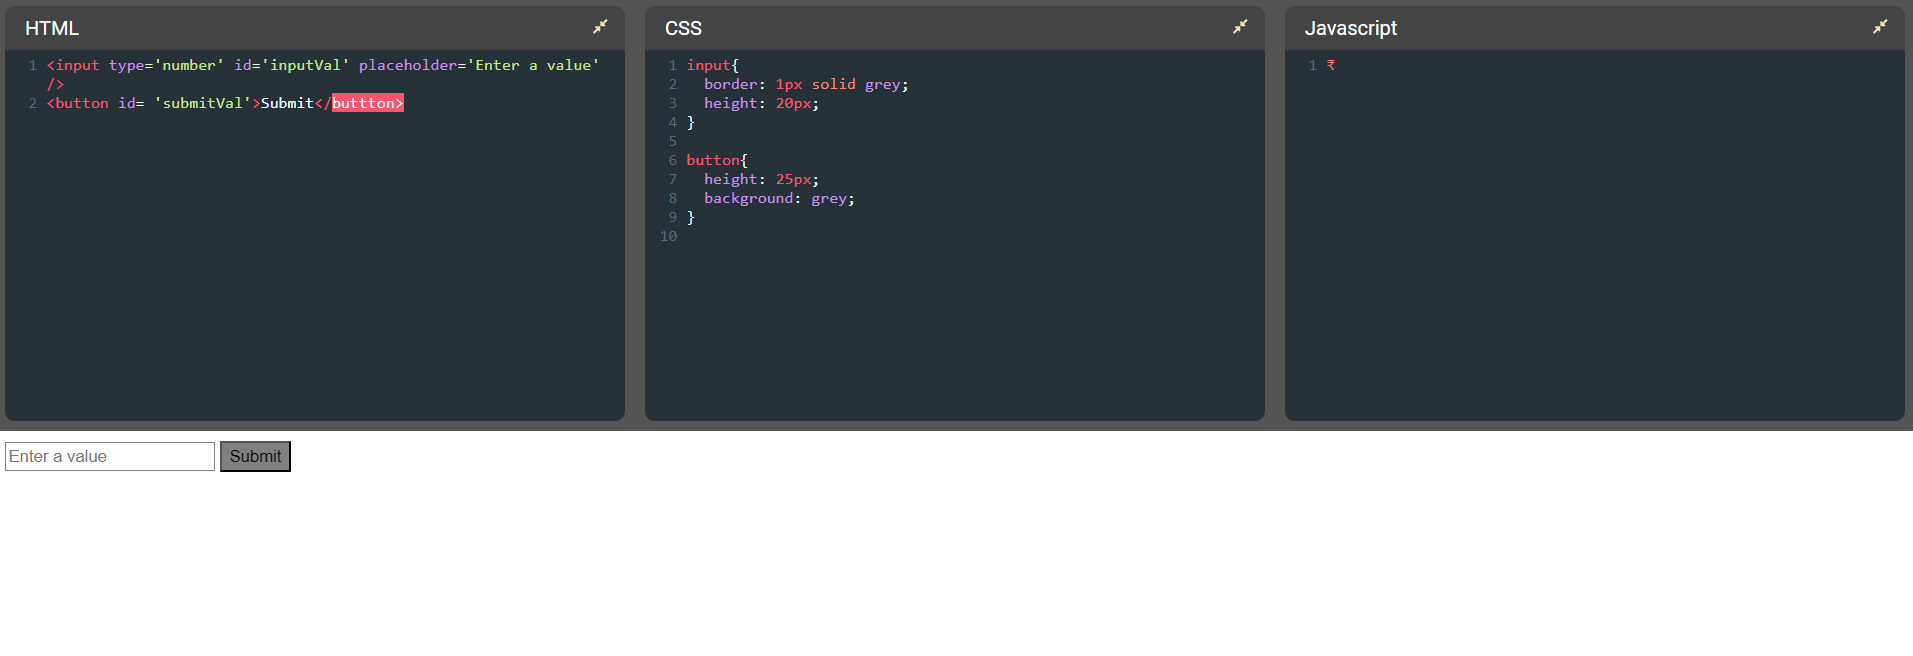 HTML
1 <input type='number' id='inputVal' placeholder='Enter a value'
/>
2 <button id= 'submitVal'>Submit</buttton>
CSS
1 input{
2 border: 1px solid grey;
3 height: 20px;
4 }
5
6 button{
7 height: 25px;
8 background: grey;
9 }
10
Javascript
1 ₹
Enter a value Submit